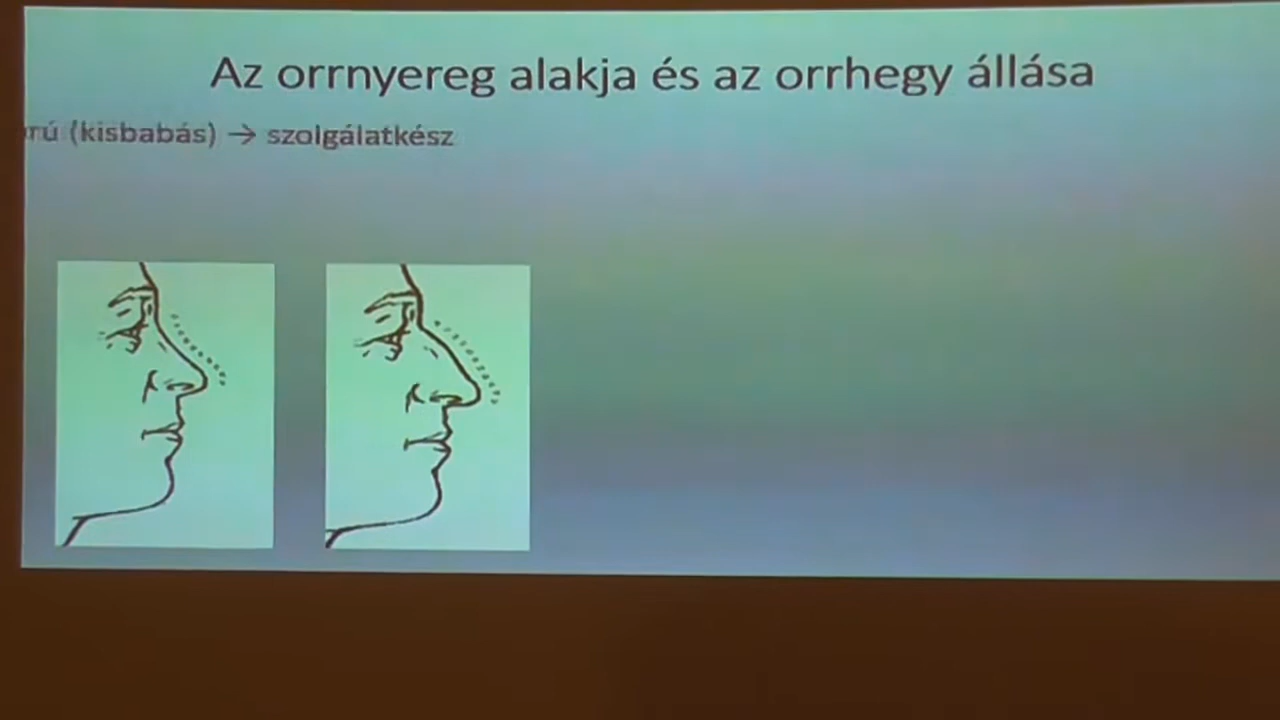 Az orrnyereg alakja és az orrhegy állása
(kisbabás) → szolgálatkész